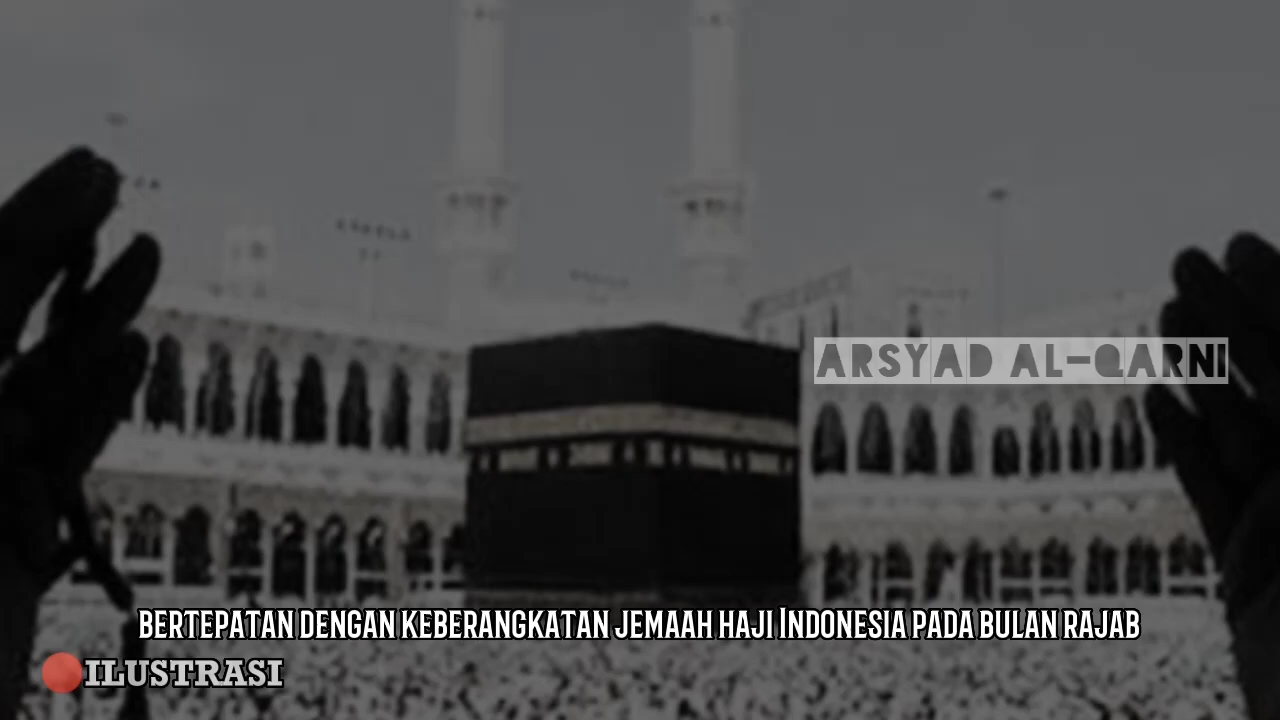 ARSYAD AL-QARNI
BERTEPATAN DENGAN KEBERANGKATAN JEMAAH HAJI INDONESIA PADA BULAN RAJAB
ILUSTRASI